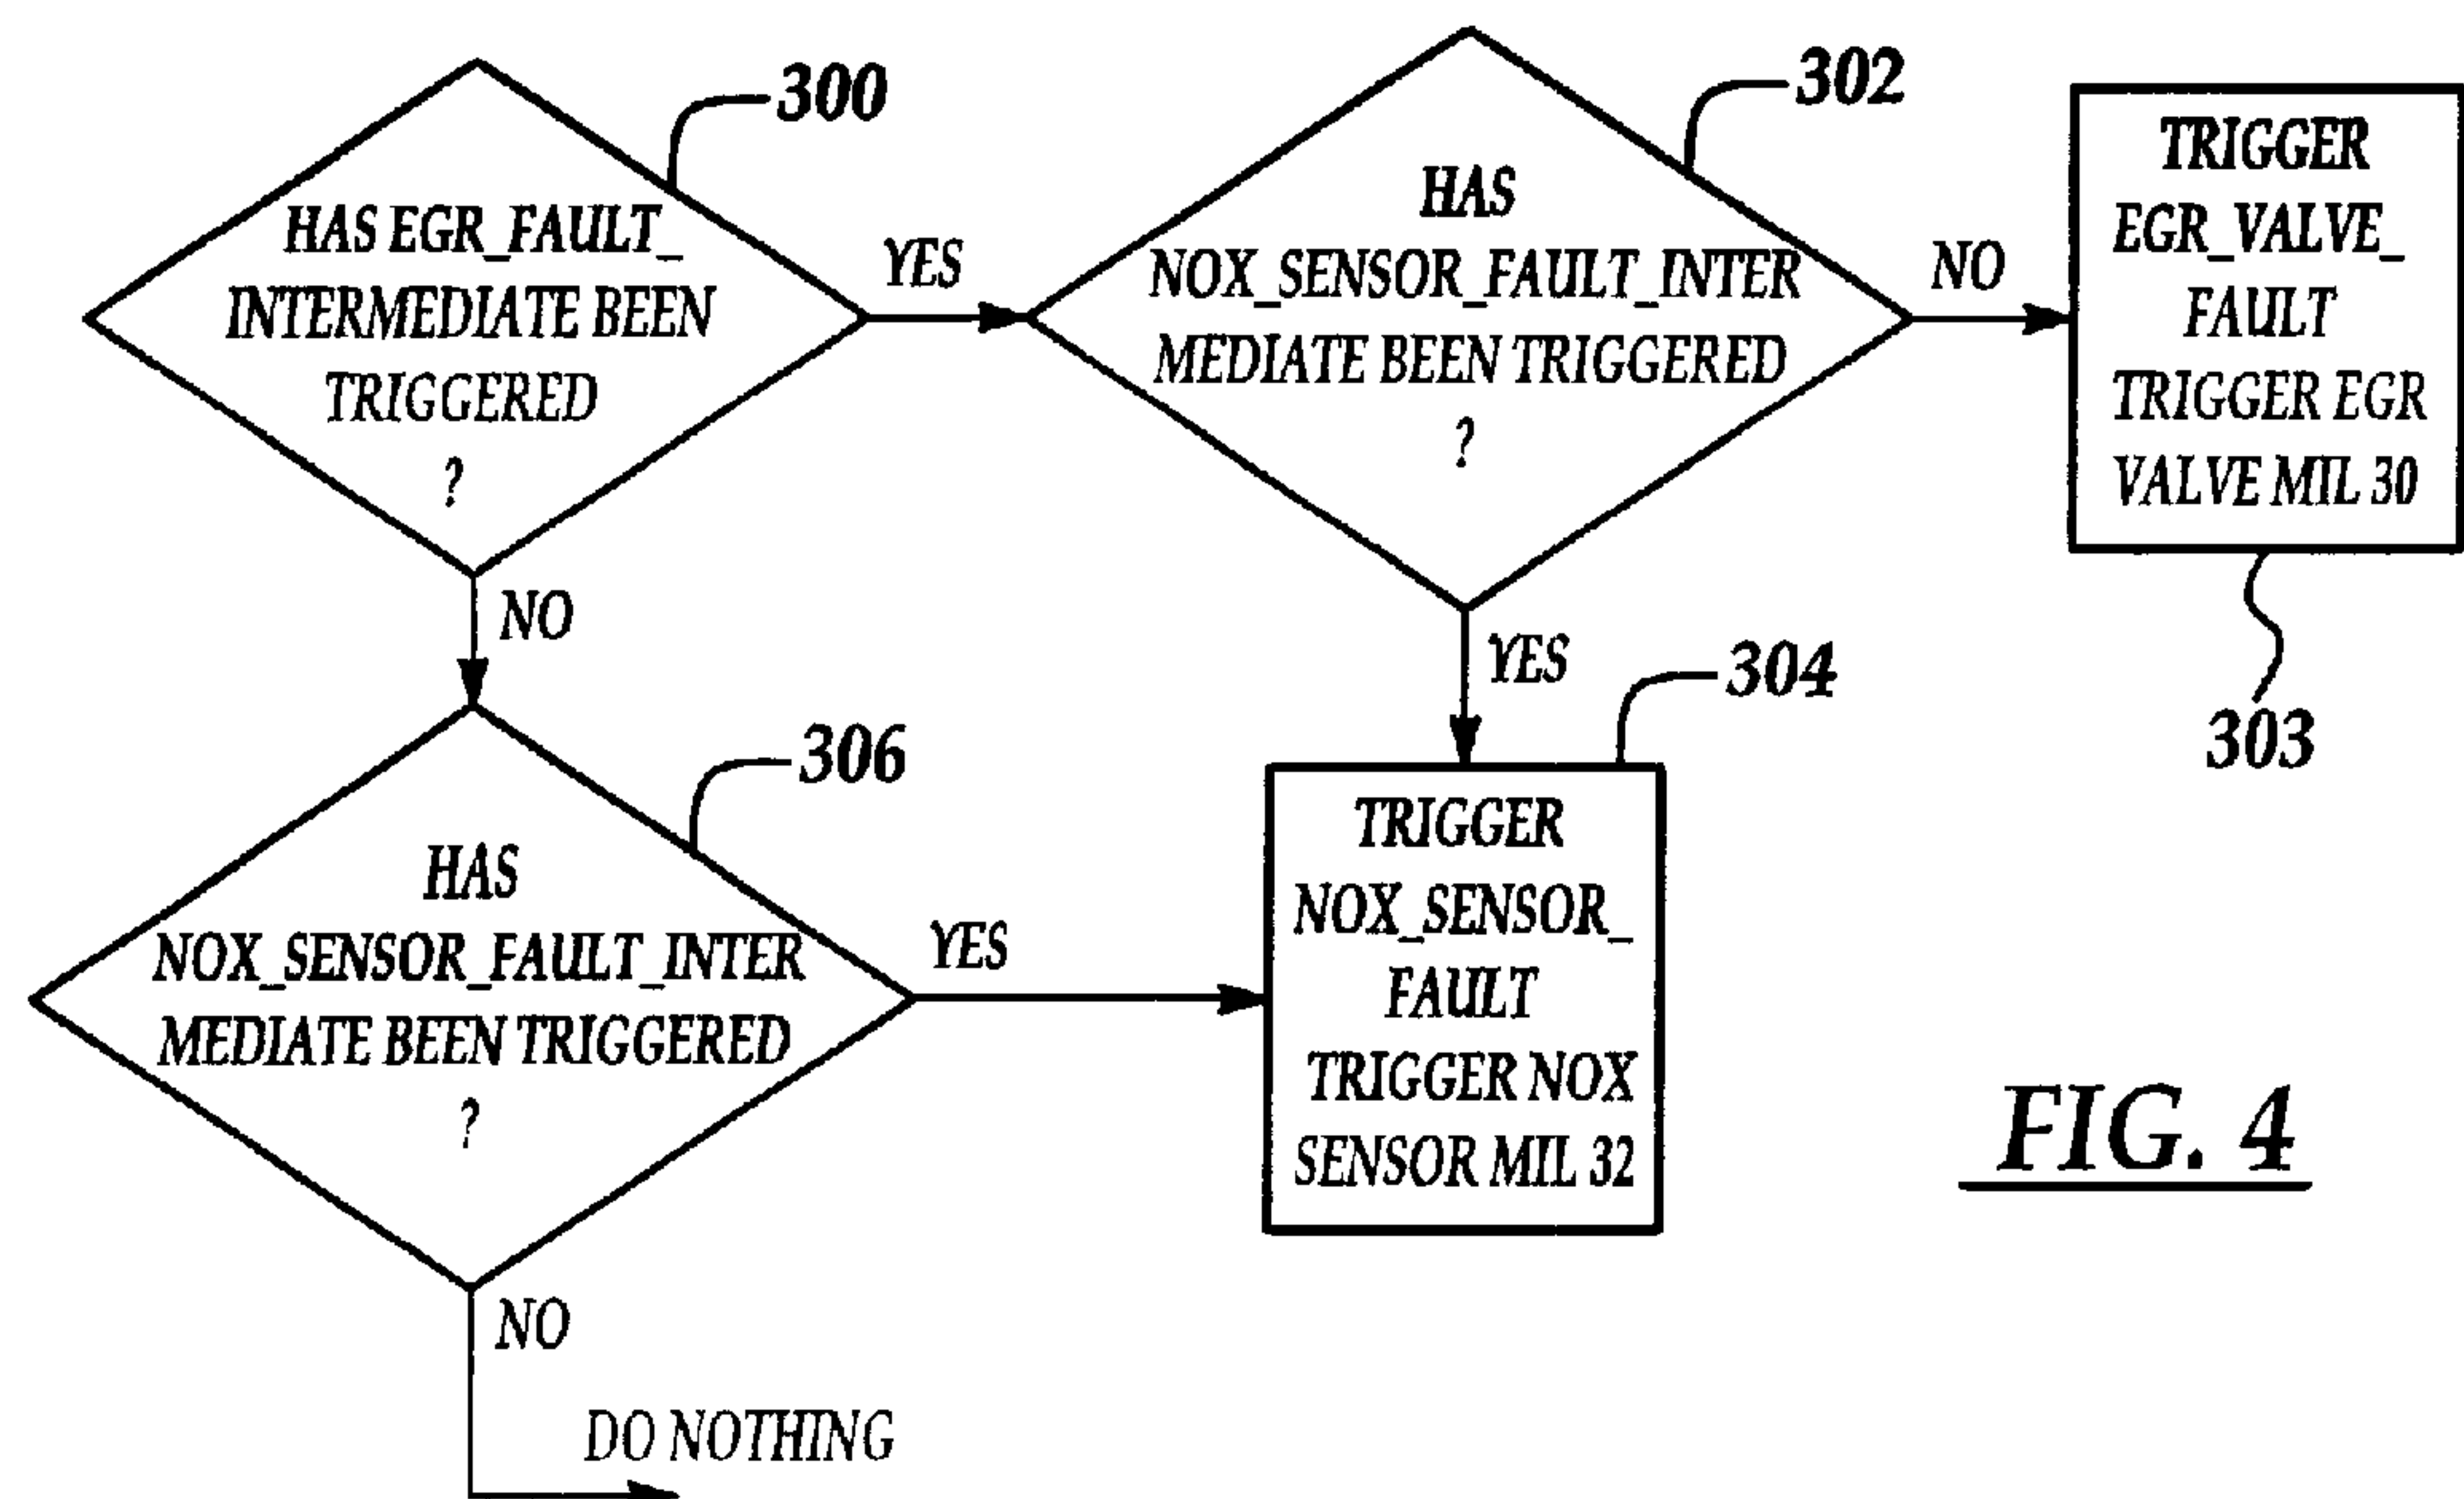 300
HAS EGR_FAULT_
INTERMEDIATE BEEN
TRIGGERED
?
YES
302
HAS
NOX_SENSOR_FAULT_INTER
MEDIATE BEEN TRIGGERED
?
NO
TRIGGER
EGR_VALVE_
FAULT
TRIGGER EGR
VALVE MIL 30
303
NO
YES
306
HAS
NOX_SENSOR_FAULT_INTER
MEDIATE BEEN TRIGGERED
?
YES
304
TRIGGER
NOX_SENSOR_
FAULT
TRIGGER NOX
SENSOR MIL 32
NO
DO NOTHING
FIG. 4